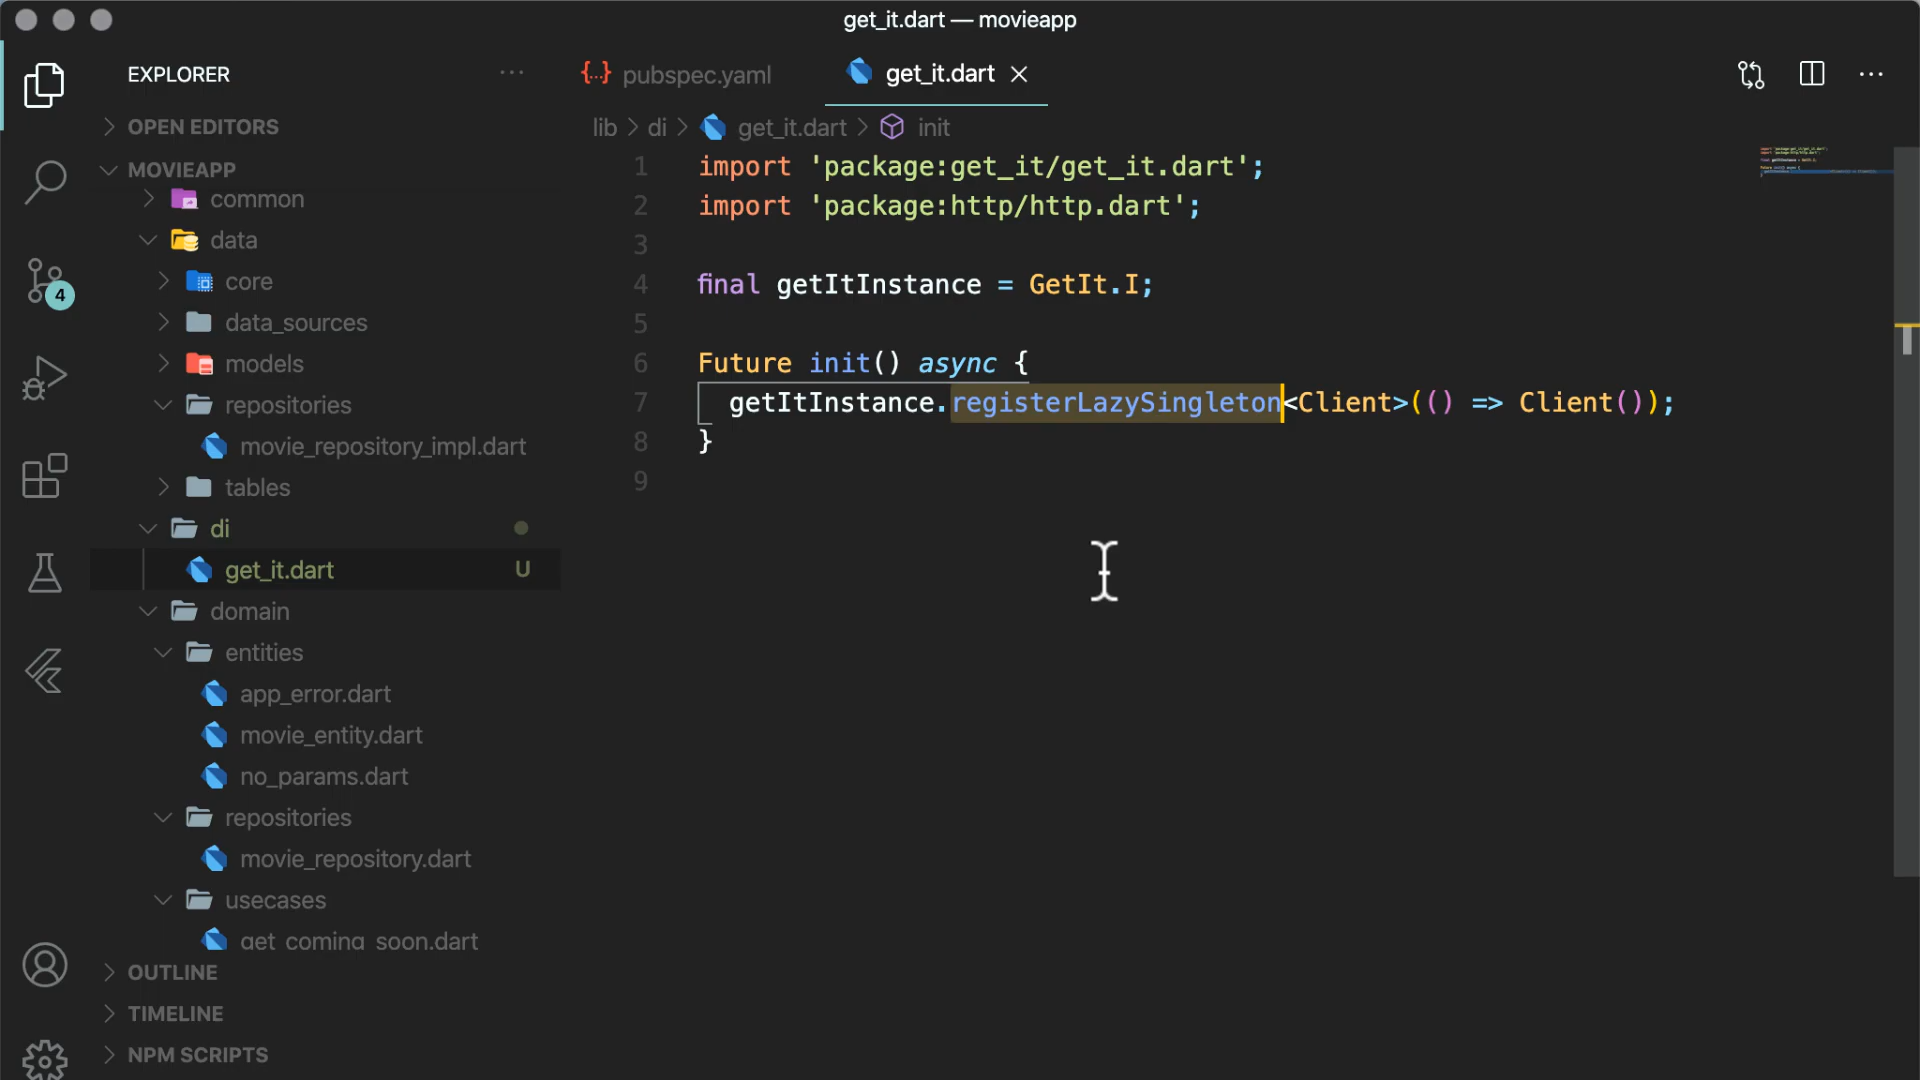 get_it.dart — movieapp
EXPLORER
pubspec.yaml
get_it.dart
OPEN EDITORS
lib > di > get_it.dart > init
MOVIEAPP
common
data
core
data_sources
models
repositories
movie_repository_impl.dart
tables
di
get_it.dart U
domain
entities
app_error.dart
movie_entity.dart
no_params.dart
repositories
movie_repository.dart
usecases
get_coming_soon.dart
OUTLINE
TIMELINE
NPM SCRIPTS
4
1 import 'package:get_it/get_it.dart';
2 import 'package:http/http.dart';
3
4 final getItInstance = GetIt.I;
5
6 Future init() async {
7 getItInstance.registerLazySingleton<Client>(() => Client());
8 }
9